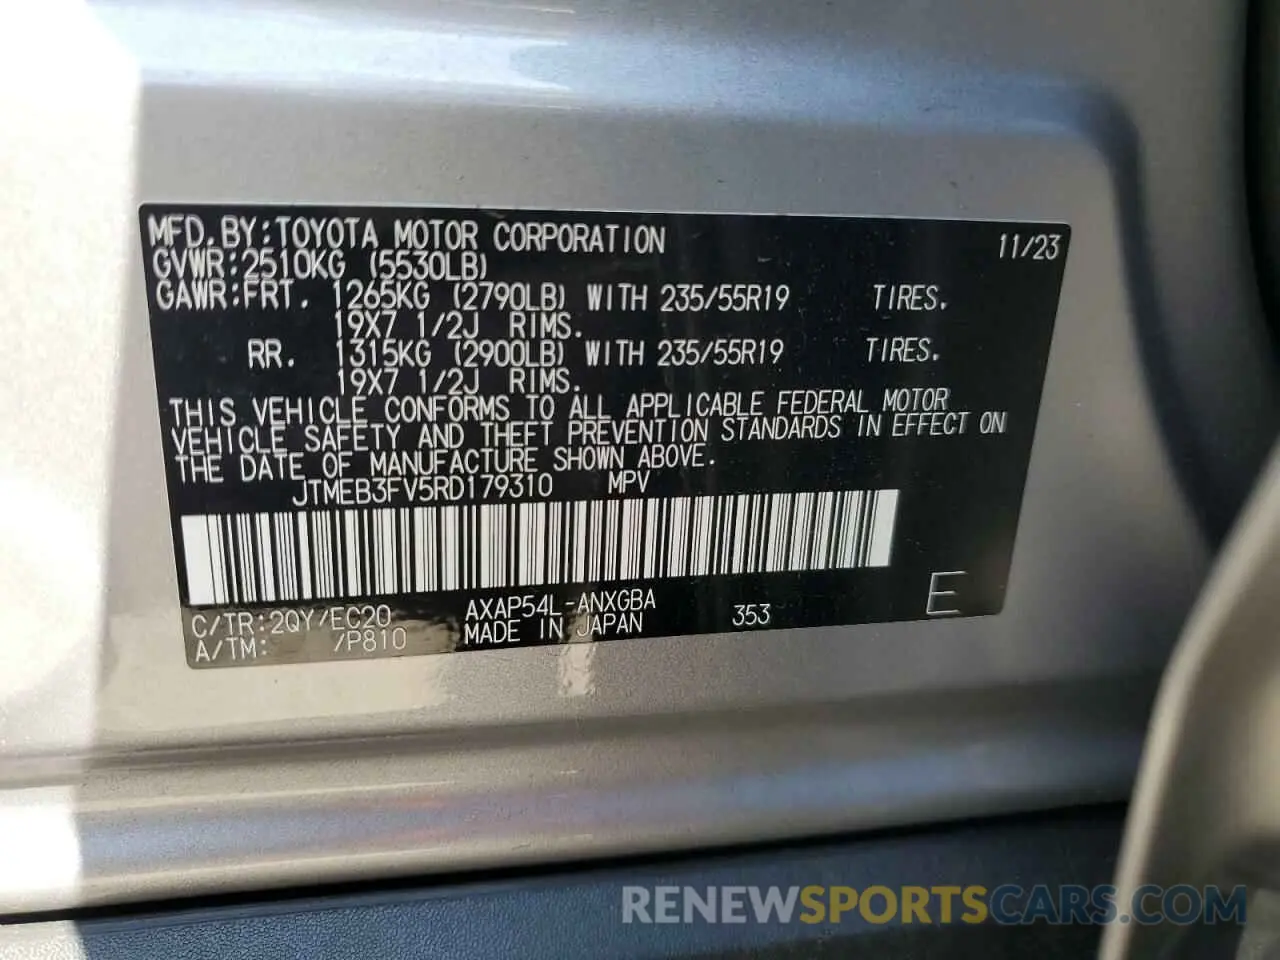 MFD. BY: TOYOTA MOTOR CORPORATION 11/23
GVWR: 2510KG (5530LB)
GAWR: FRT. 1265KG (2790LB) WITH 235/55R19 TIRES.
19X7 1/2J RIMS.
RR. 1315KG (2900LB) WITH 235/55R19 TIRES.
19X7 1/2J RIMS.
THIS VEHICLE CONFORMS TO ALL APPLICABLE FEDERAL MOTOR
VEHICLE SAFETY AND THEFT PREVENTION STANDARDS IN EFFECT ON
THE DATE OF MANUFACTURE SHOWN ABOVE.
JTMEB3FV5RD179310 MPV
C/TR: 2QY/EC20 AXAP54L-ANXGBA 353 E
A/TM: /P810 MADE IN JAPAN
RENEWSPORTSCARS.COM